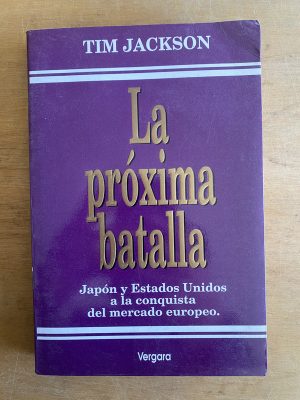 TIM JACKSON
La
próxima
batalla
Japón y Estados Unidos
a la conquista
del mercado europeo.
Vergara